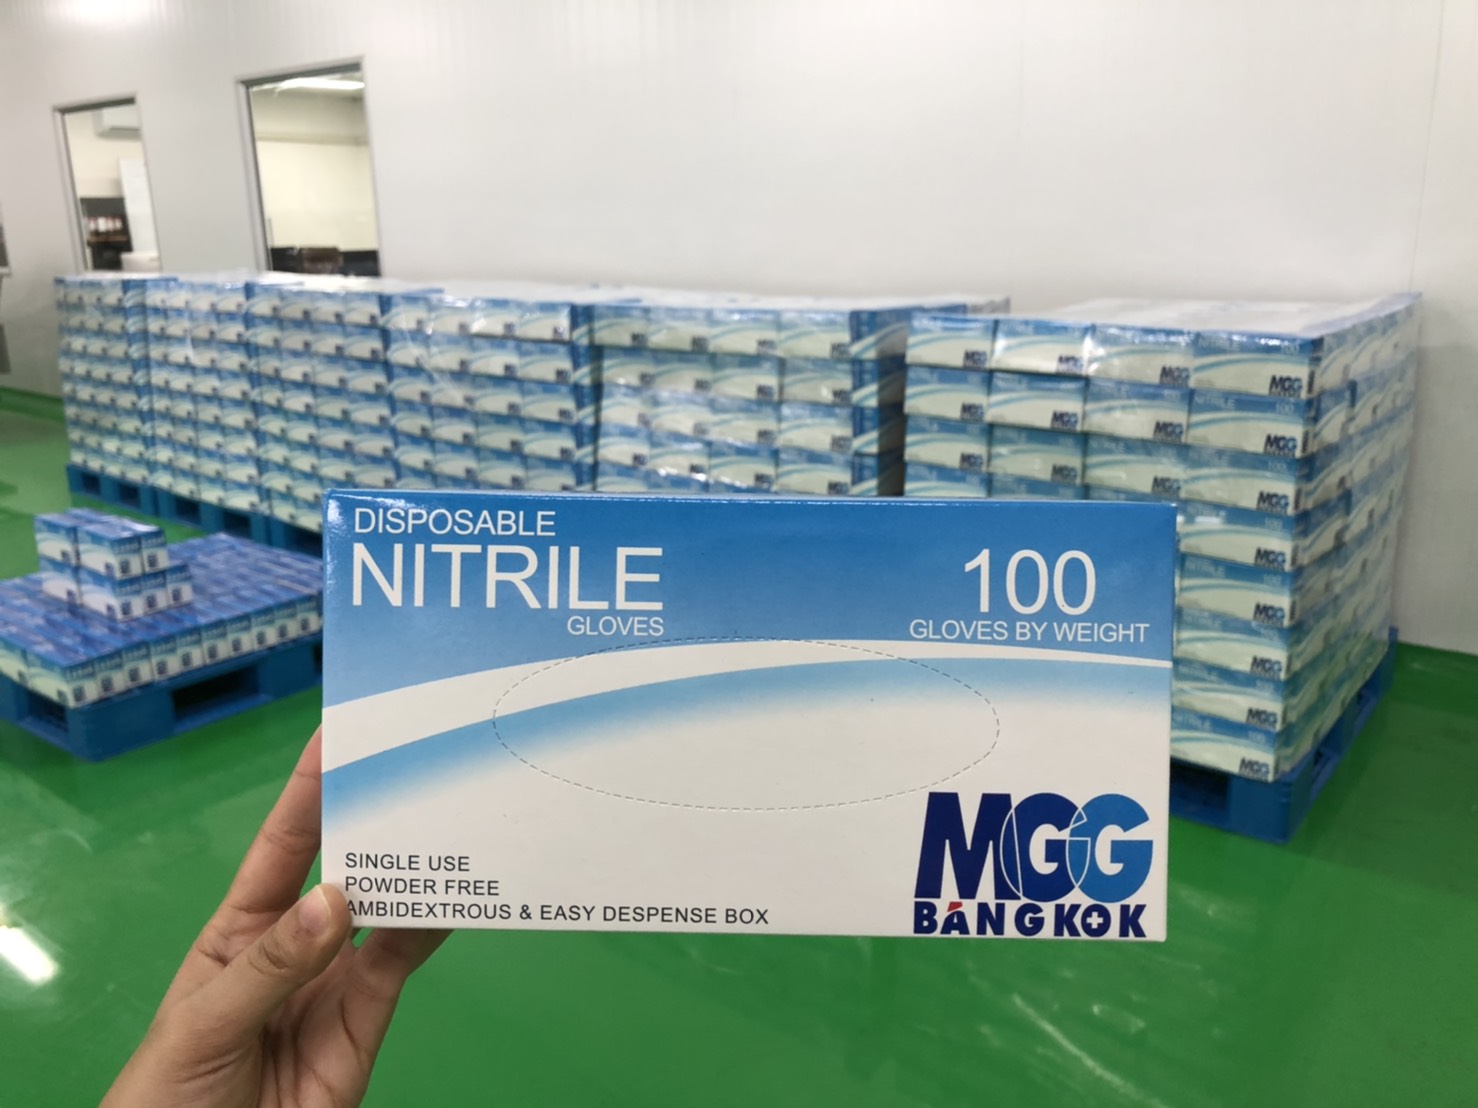 DISPOSABLE
NITRILE
GLOVES
100
GLOVES BY WEIGHT
SINGLE USE
POWDER FREE
AMBIDEXTROUS & EASY DESPENSE BOX
MGG
BANGKOK